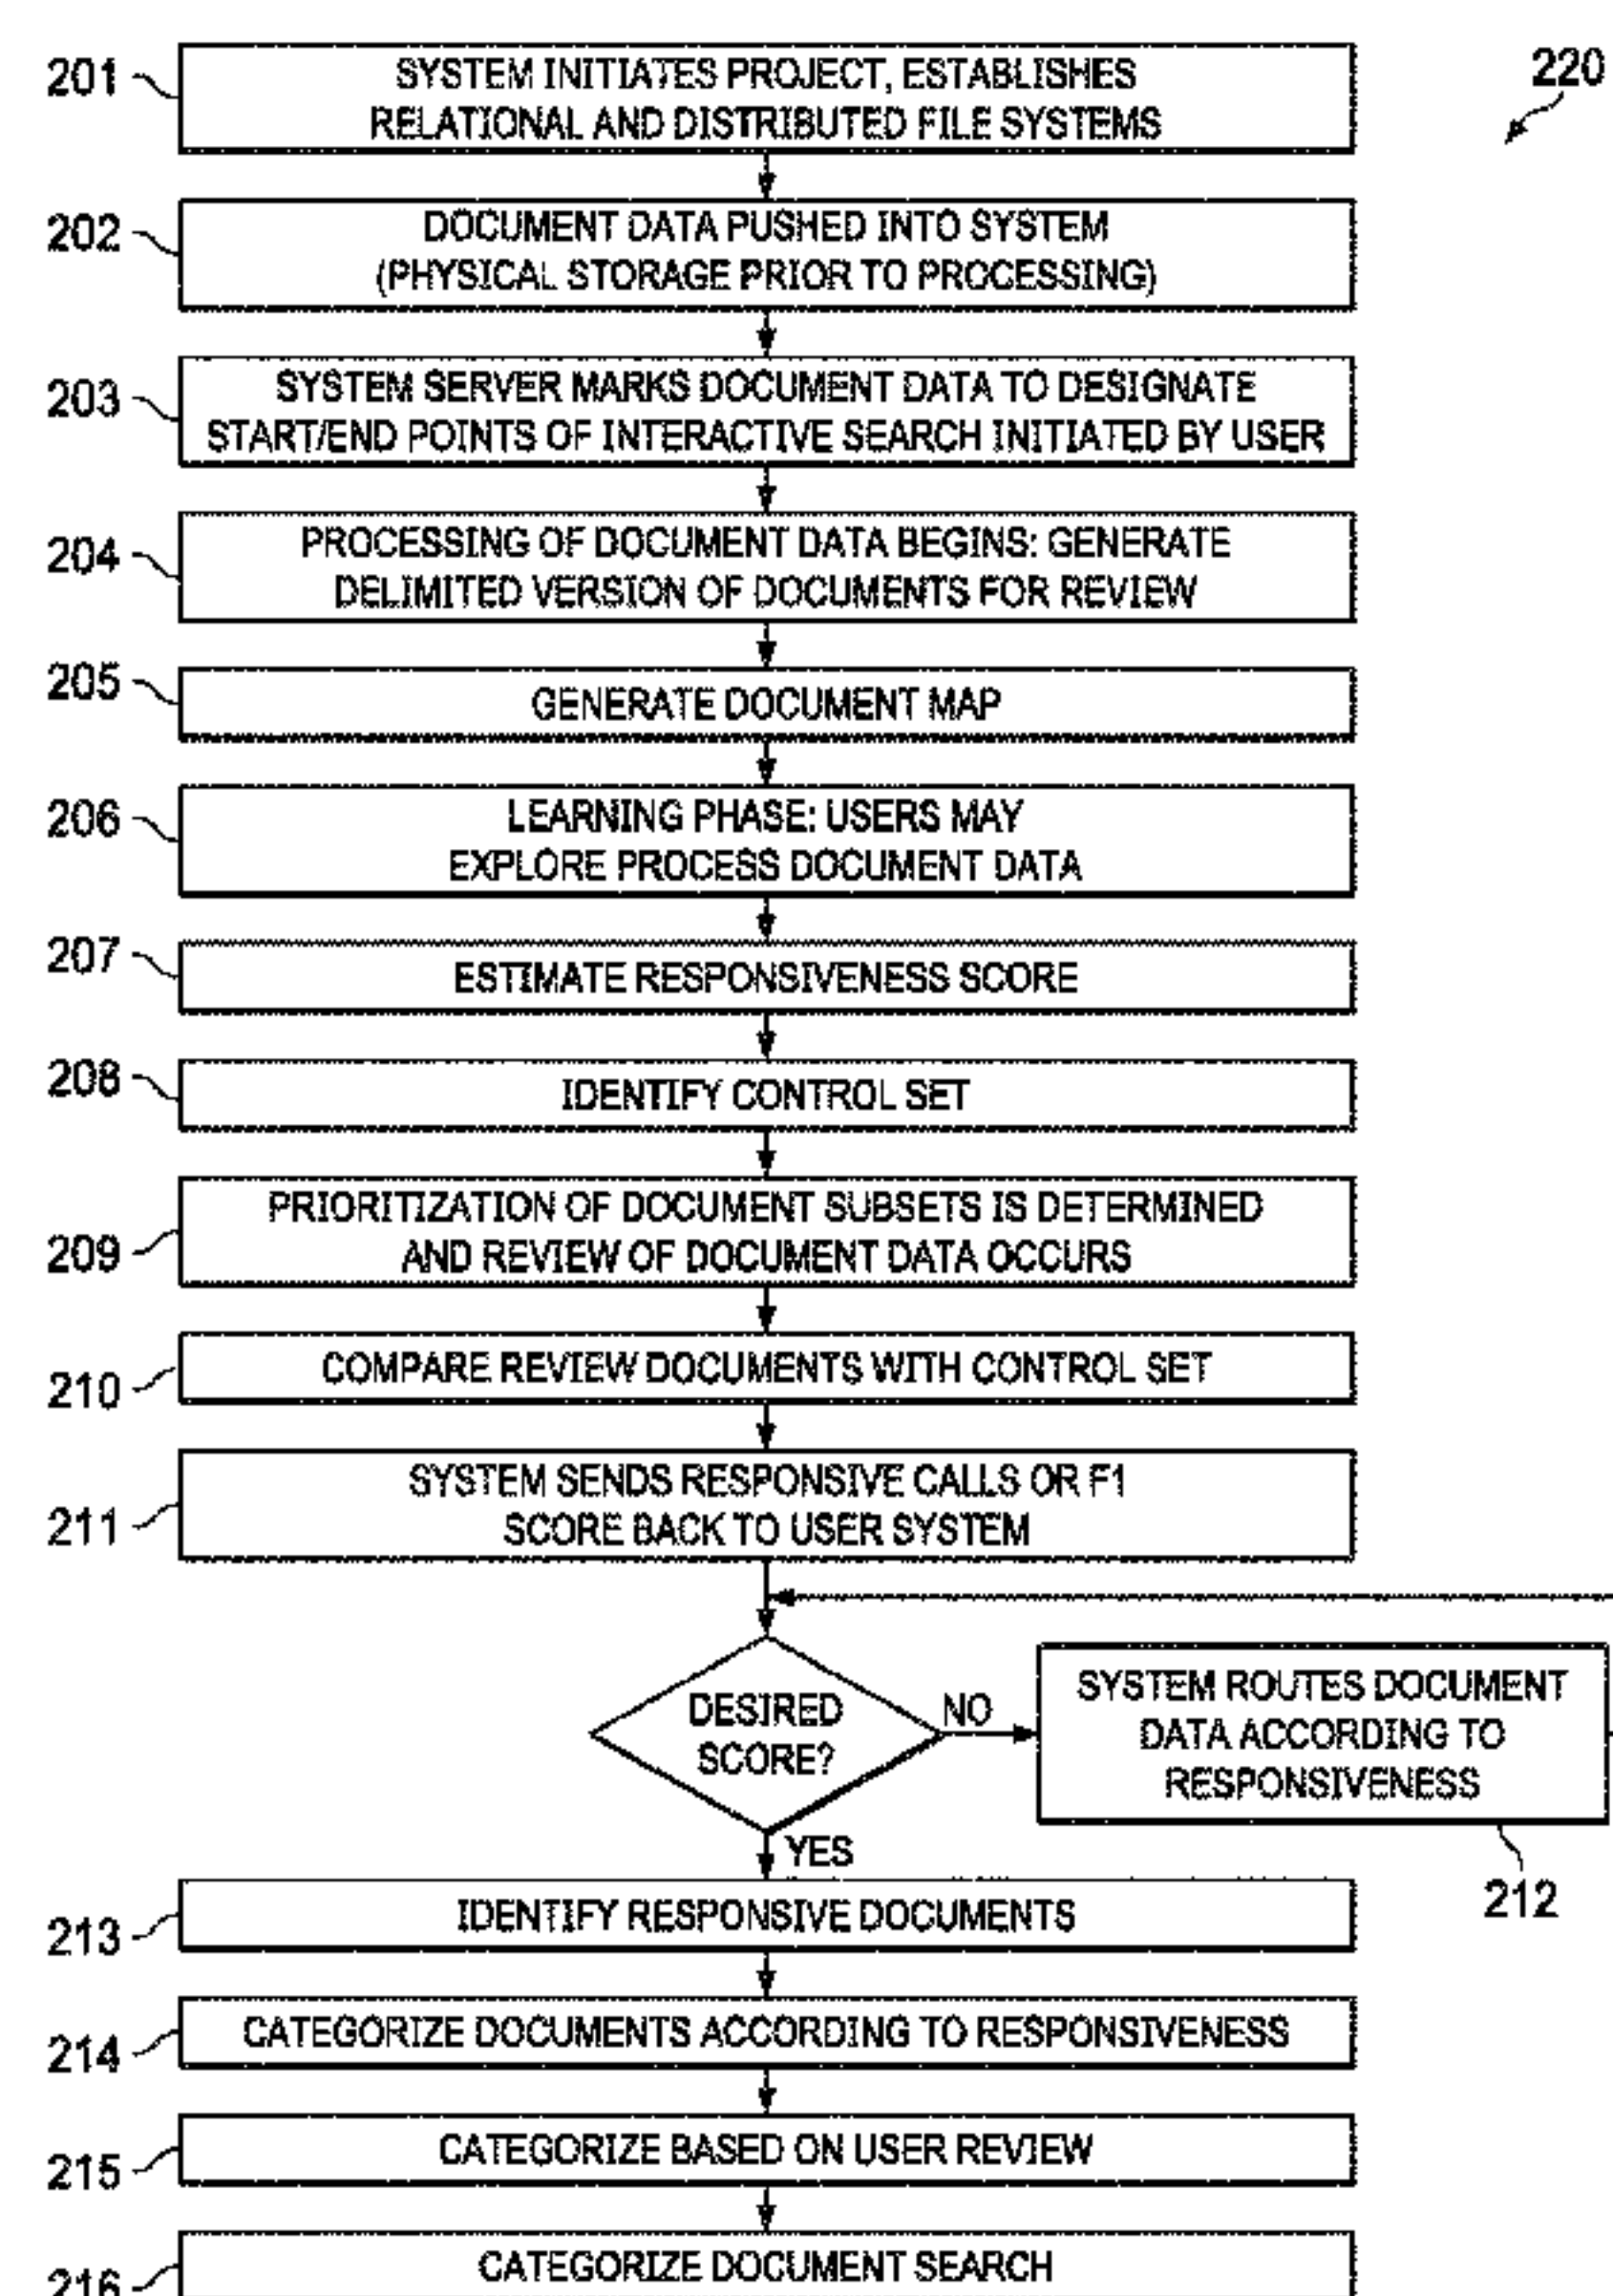 220
201
SYSTEM INITIATES PROJECT, ESTABLISHES
RELATIONAL AND DISTRIBUTED FILE SYSTEMS
202
DOCUMENT DATA PUSHED INTO SYSTEM
(PHYSICAL STORAGE PRIOR TO PROCESSING)
203
SYSTEM SERVER MARKS DOCUMENT DATA TO DESIGNATE
START/END POINTS OF INTERACTIVE SEARCH INITIATED BY USER
204
PROCESSING OF DOCUMENT DATA BEGINS: GENERATE
DELIMITED VERSION OF DOCUMENTS FOR REVIEW
205
GENERATE DOCUMENT MAP
206
LEARNING PHASE: USERS MAY
EXPLORE PROCESS DOCUMENT DATA
207
ESTIMATE RESPONSIVENESS SCORE
208
IDENTIFY CONTROL SET
209
PRIORITIZATION OF DOCUMENT SUBSETS IS DETERMINED
AND REVIEW OF DOCUMENT DATA OCCURS
210
COMPARE REVIEW DOCUMENTS WITH CONTROL SET
211
SYSTEM SENDS RESPONSIVE CALLS OR F1
SCORE BACK TO USER SYSTEM
DESIRED
SCORE?
NO
SYSTEM ROUTES DOCUMENT
DATA ACCORDING TO
RESPONSIVENESS
212
YES
213
IDENTIFY RESPONSIVE DOCUMENTS
214
CATEGORIZE DOCUMENTS ACCORDING TO RESPONSIVENESS
215
CATEGORIZE BASED ON USER REVIEW
216
CATEGORIZE DOCUMENT SEARCH